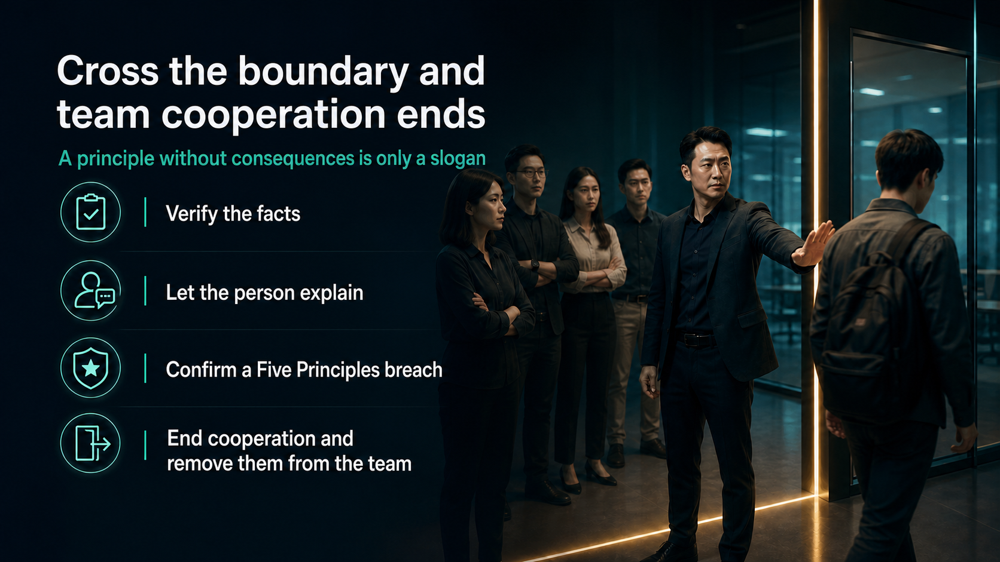 Cross the boundary and
team cooperation ends
A principle without consequences is only a slogan
Verify the facts
Let the person explain
Confirm a Five Principles breach
End cooperation and
remove them from the team